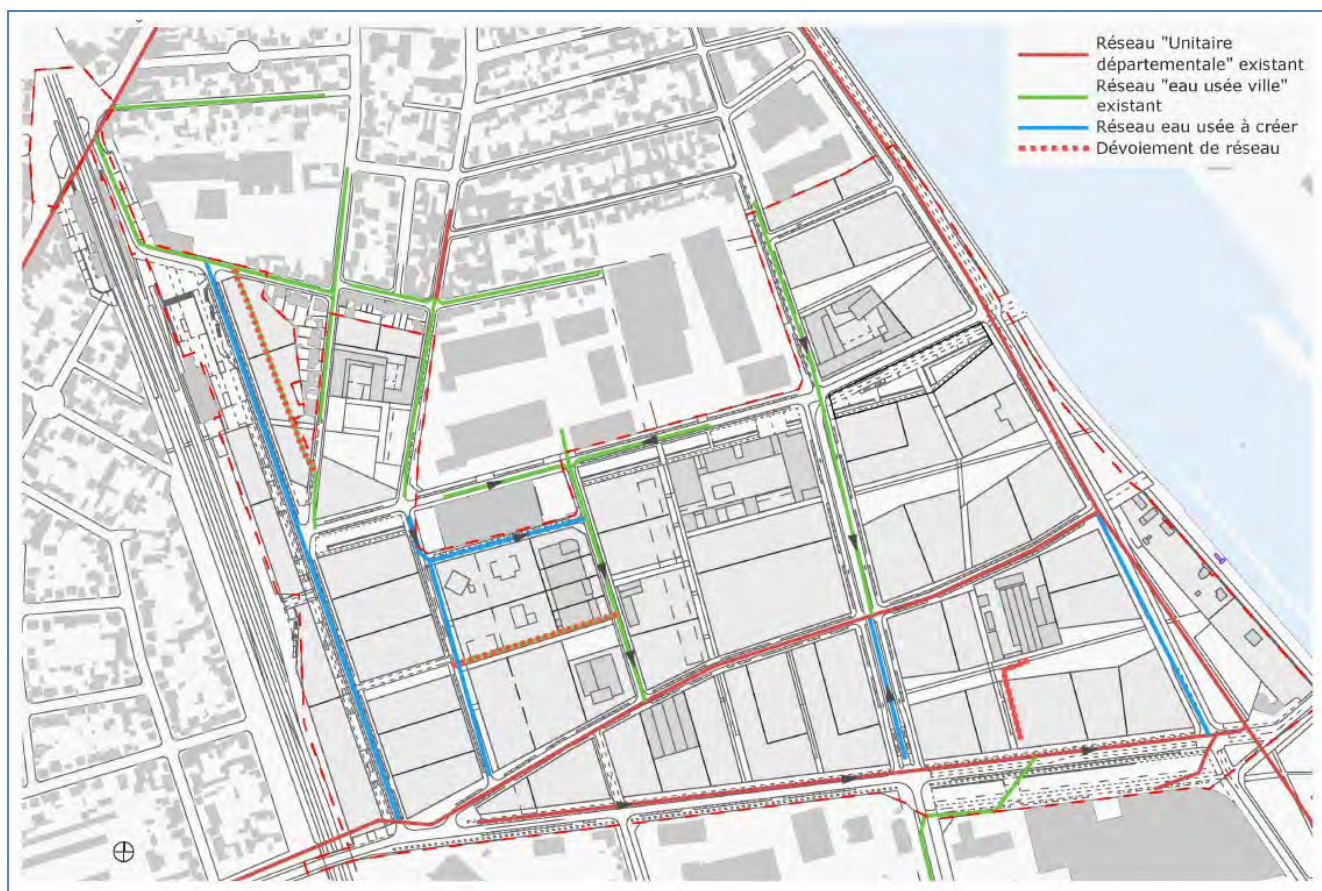 Réseau "Unitaire
départementale" existant
Réseau "eau usée ville"
existant
Réseau eau usée à créer
Dévoiement de réseau